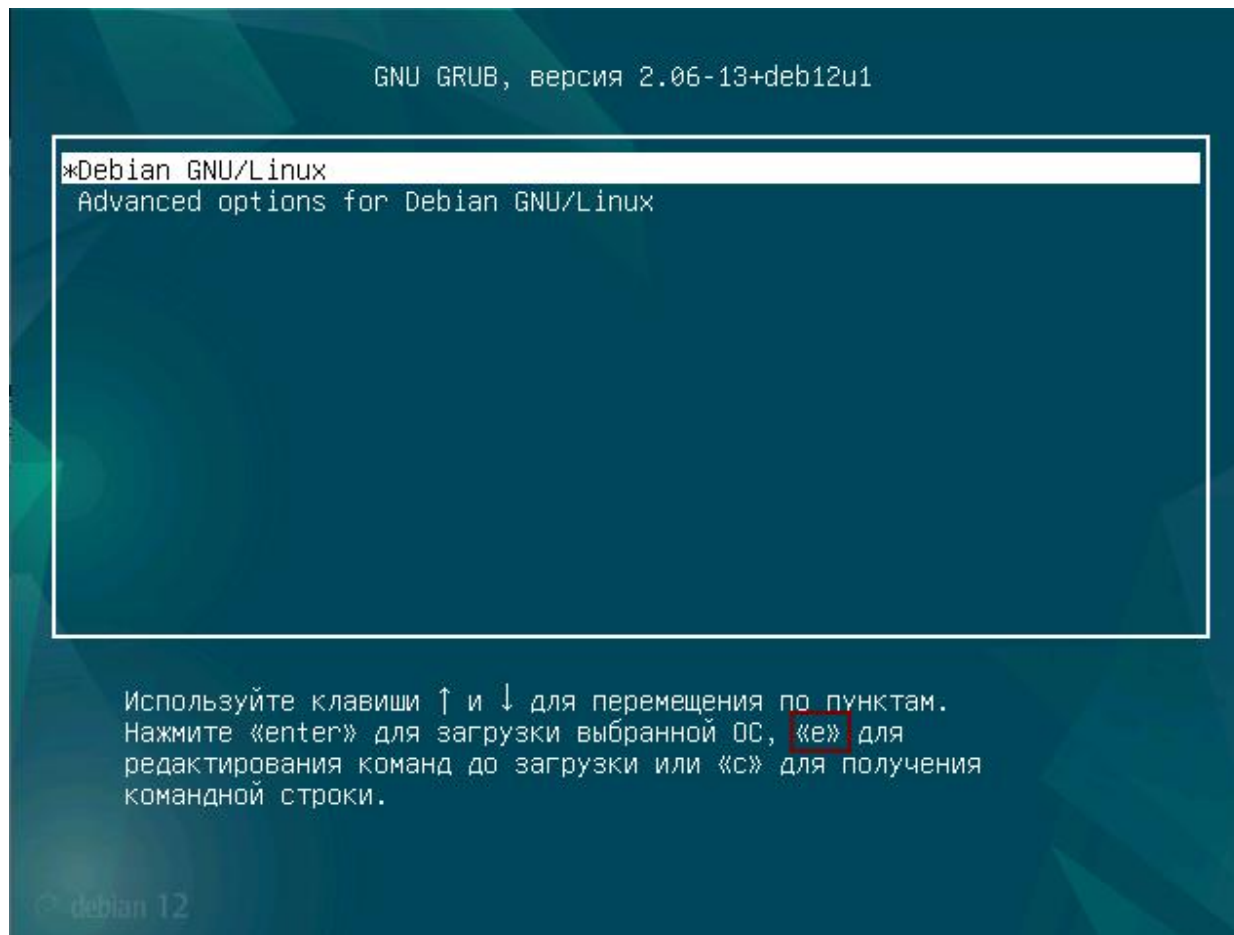 GNU GRUB, версия 2.06-13+deb12u1
*Debian GNU/Linux
Advanced options for Debian GNU/Linux
Используйте клавиши ↑ и ↓ для перемещения по пунктам.
Нажмите «enter» для загрузки выбранной ОС, «e» для
редактирования команд до загрузки или «c» для получения
командной строки.
debian 12